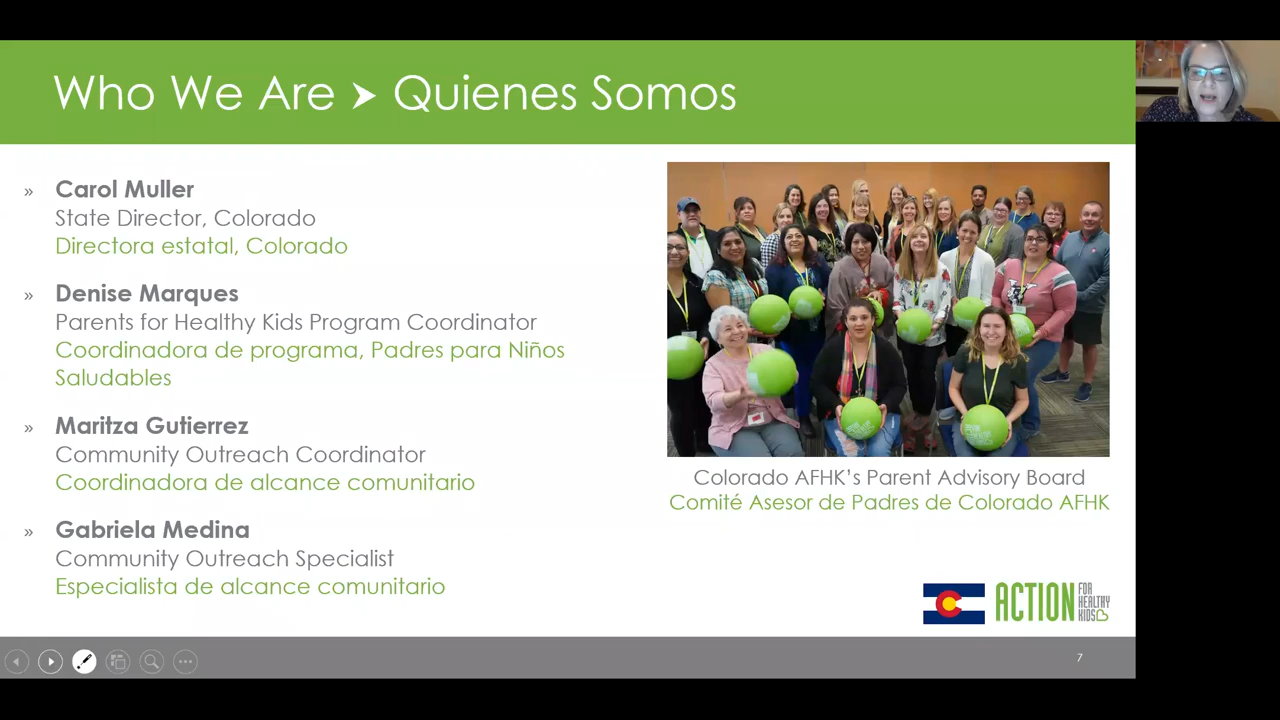 Who We Are ➤ Quienes Somos
» Carol Muller
State Director, Colorado
Directora estatal, Colorado
» Denise Marques
Parents for Healthy Kids Program Coordinator
Coordinadora de programa, Padres para Niños
Saludables
» Maritza Gutierrez
Community Outreach Coordinator
Coordinadora de alcance comunitario
» Gabriela Medina
Community Outreach Specialist
Especialista de alcance comunitario
Colorado AFHK’s Parent Advisory Board
Comité Asesor de Padres de Colorado AFHK
ACTION FOR HEALTHY KIDS
7